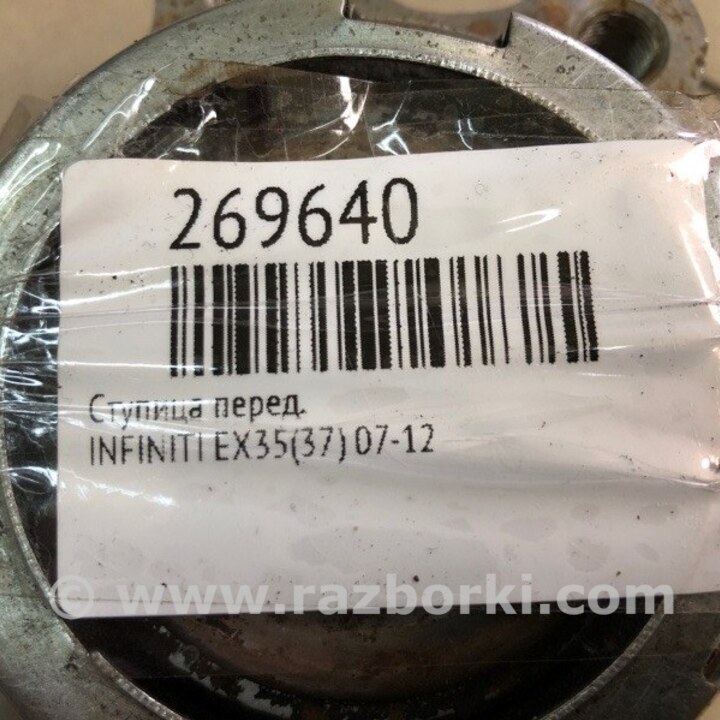 269640
Ступица перед.
INFINITI EX35(37) 07-12
© www.razborki.com